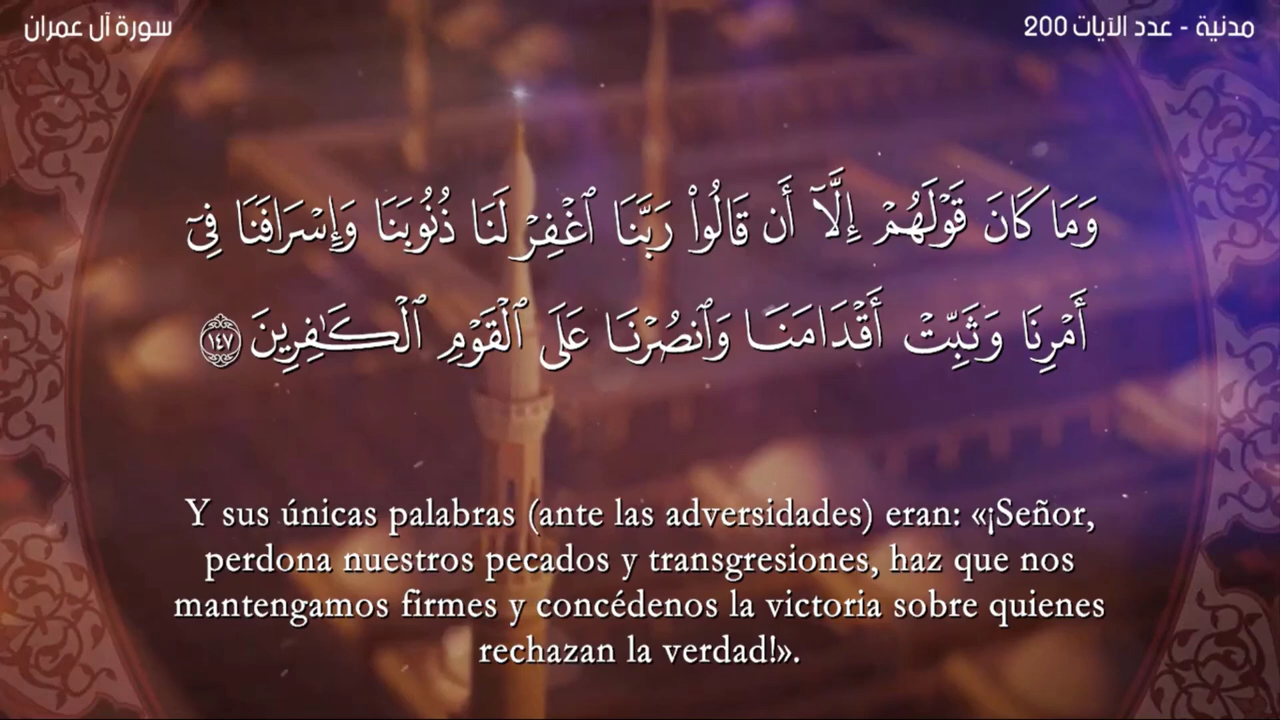 سورة آل عمران
مدنية - عدد الآيات 200
وَمَا كَانَ قَوْلَهُمْ إِلَّآ أَن قَالُوا۟ رَبَّنَا ٱغْفِرْ لَنَا ذُنُوبَنَا وَإِسْرَافَنَا فِىٓ
أَمْرِنَا وَثَبِّتْ أَقْدَامَنَا وَٱنصُرْنَا عَلَى ٱلْقَوْمِ ٱلْكَـٰفِرِينَ ١٤٧
Y sus únicas palabras (ante las adversidades) eran: «¡Señor,
perdona nuestros pecados y transgresiones, haz que nos
mantengamos firmes y concédenos la victoria sobre quienes
rechazan la verdad!».